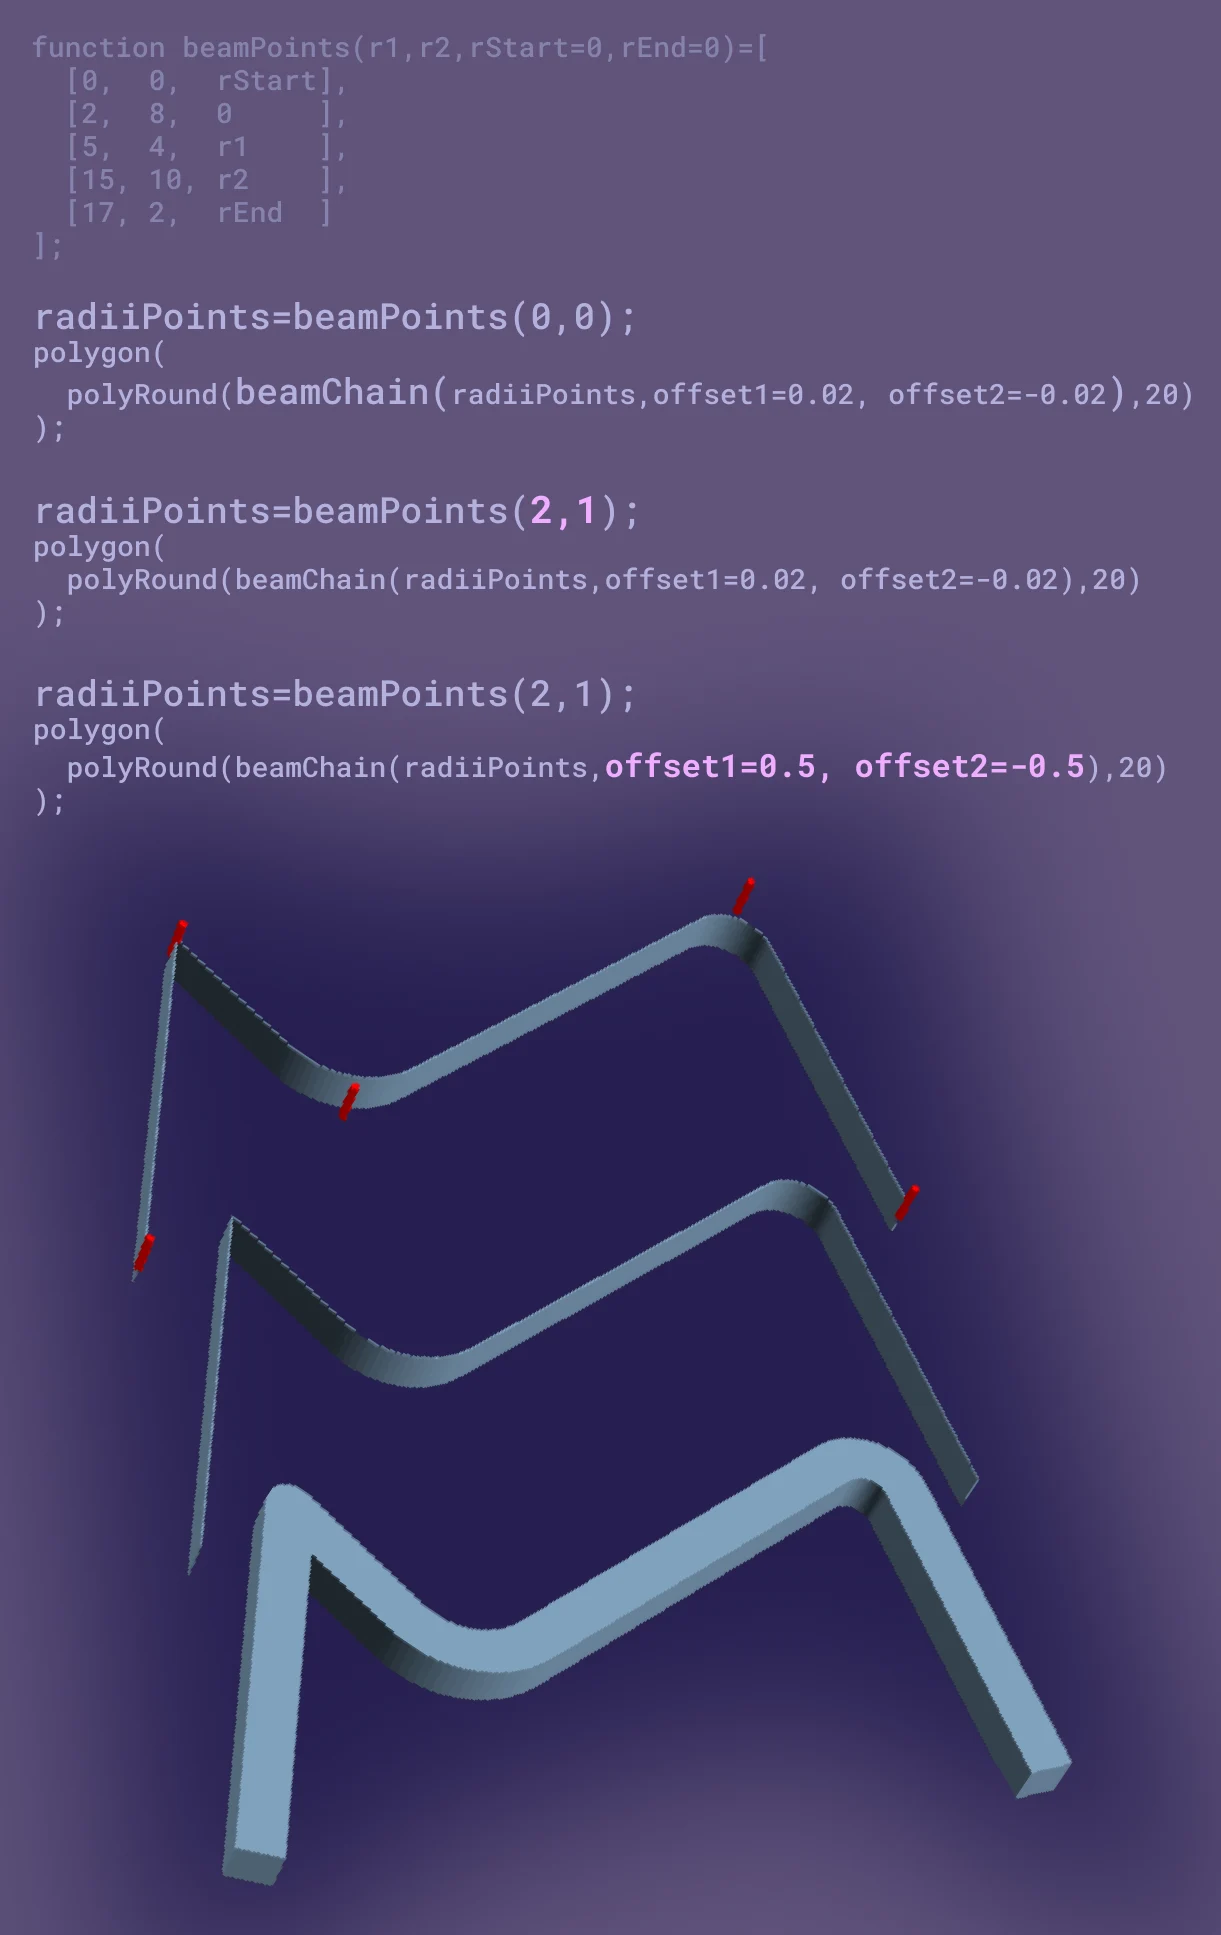 function beamPoints(r1,r2,rStart=0,rEnd=0)=[
  [0,  0,  rStart],
  [2,  8,  0     ],
  [5,  4,  r1    ],
  [15, 10, r2    ],
  [17, 2,  rEnd  ]
];
radiiPoints=beamPoints(0,0);
polygon(
  polyRound(beamChain(radiiPoints,offset1=0.02, offset2=-0.02),20)
);
radiiPoints=beamPoints(2,1);
polygon(
  polyRound(beamChain(radiiPoints,offset1=0.02, offset2=-0.02),20)
);
radiiPoints=beamPoints(2,1);
polygon(
  polyRound(beamChain(radiiPoints,offset1=0.5, offset2=-0.5),20)
);